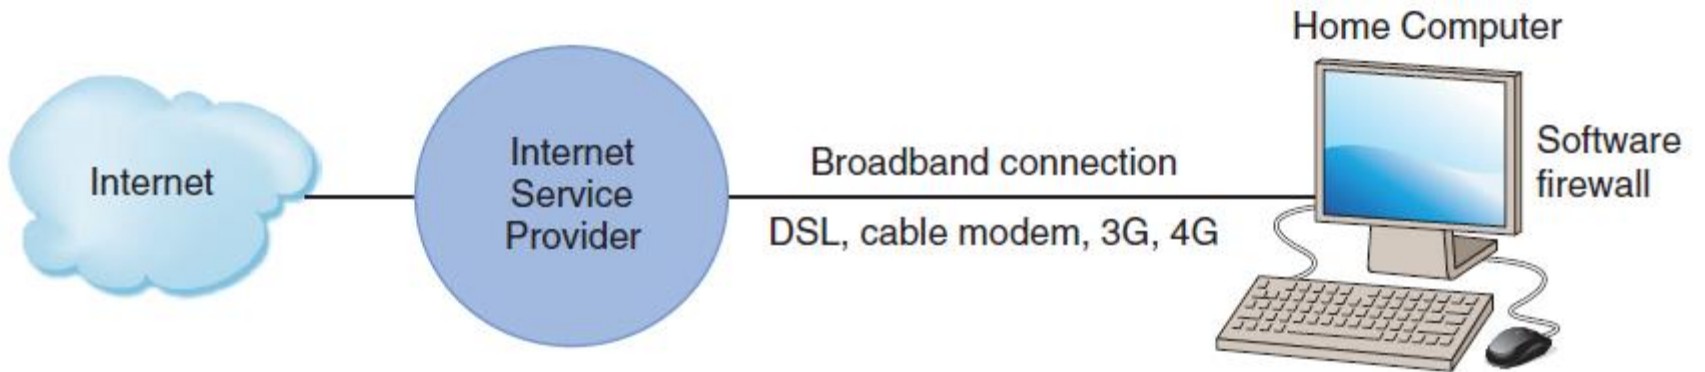 Internet
Internet
Service
Provider
Broadband connection
DSL, cable modem, 3G, 4G
Home Computer
Software
firewall